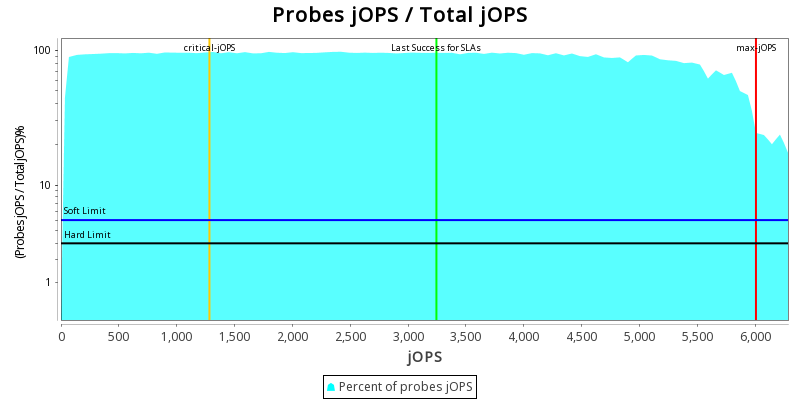 Probes jOPS / Total jOPS
(Probes jOPS / Total jOPS)%
100
10
1
critical-jOPS
Last Success for SLAs
max-jOPS
Soft Limit
Hard Limit
0 500 1,000 1,500 2,000 2,500 3,000 3,500 4,000 4,500 5,000 5,500 6,000
jOPS
Percent of probes jOPS